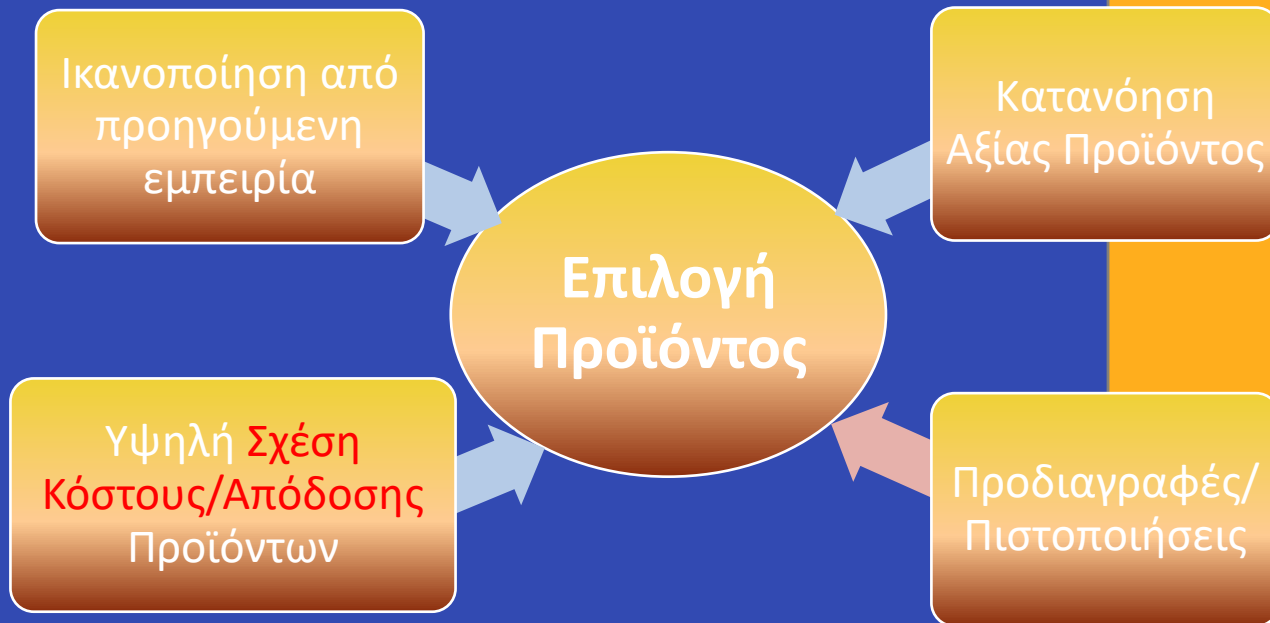 Ικανοποίηση από
προηγούμενη
εμπειρία
Κατανόηση
Αξίας Προϊόντος
Επιλογή
Προϊόντος
Υψηλή Σχέση
Κόστους/Απόδοσης
Προϊόντων
Προδιαγραφές/
Πιστοποιήσεις